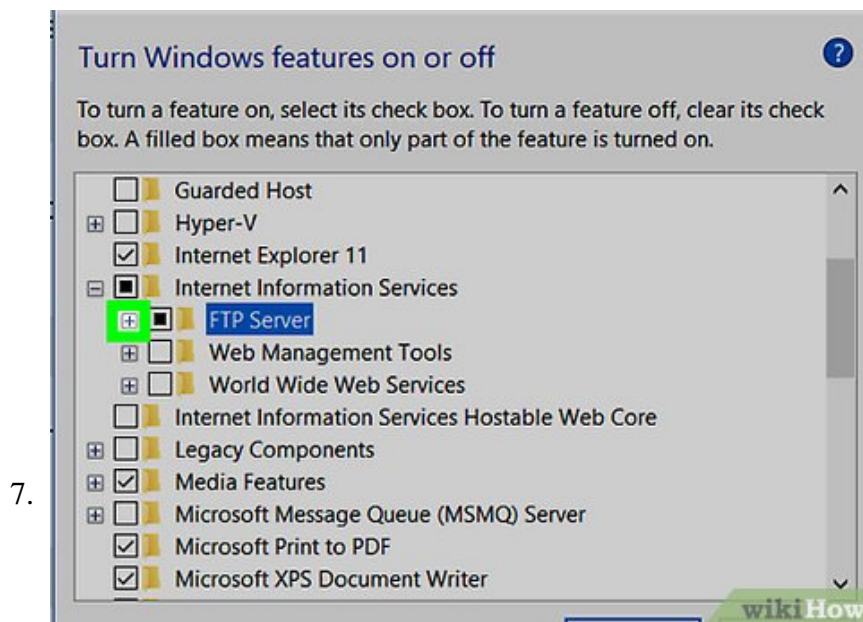 Turn Windows features on or off
?
To turn a feature on, select its check box. To turn a feature off, clear its check
box. A filled box means that only part of the feature is turned on.
Guarded Host
Hyper-V
Internet Explorer 11
Internet Information Services
FTP Server
Web Management Tools
World Wide Web Services
Internet Information Services Hostable Web Core
Legacy Components
7.
Media Features
Microsoft Message Queue (MSMQ) Server
Microsoft Print to PDF
Microsoft XPS Document Writer
wikiHow